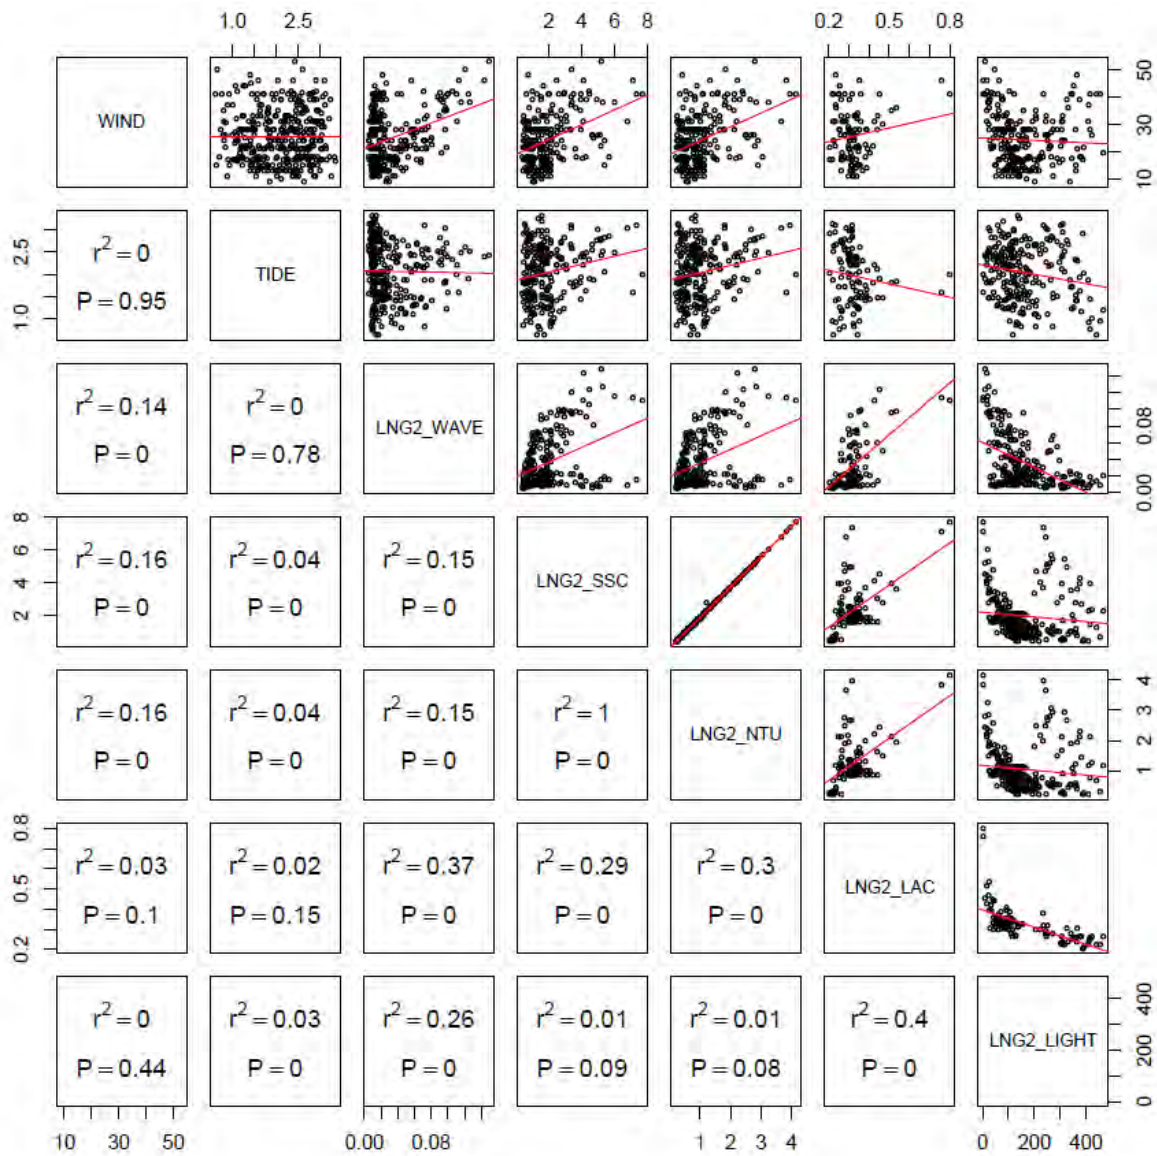 1.0 2.5 2 4 6 8 0.2 0.5 0.8
WIND 10 30 50
1.0 2.5 r² = 0 TIDE
P = 0.95
r² = 0.14 r² = 0 LNG2_WAVE 0.00 0.08
P = 0 P = 0.78
2 4 6 8 r² = 0.16 r² = 0.04 r² = 0.15 LNG2_SSC
P = 0 P = 0 P = 0
r² = 0.16 r² = 0.04 r² = 0.15 r² = 1 LNG2_NTU 1 2 3 4
P = 0 P = 0 P = 0 P = 0
0.2 0.5 0.8 r² = 0.03 r² = 0.02 r² = 0.37 r² = 0.29 r² = 0.3 LNG2_LAC
P = 0.1 P = 0.15 P = 0 P = 0 P = 0
r² = 0 r² = 0.03 r² = 0.26 r² = 0.01 r² = 0.01 r² = 0.4 LNG2_LIGHT 0 200 400
P = 0.44 P = 0 P = 0 P = 0.09 P = 0.08 P = 0
10 30 50 0.00 0.08 1 2 3 4 0 200 400